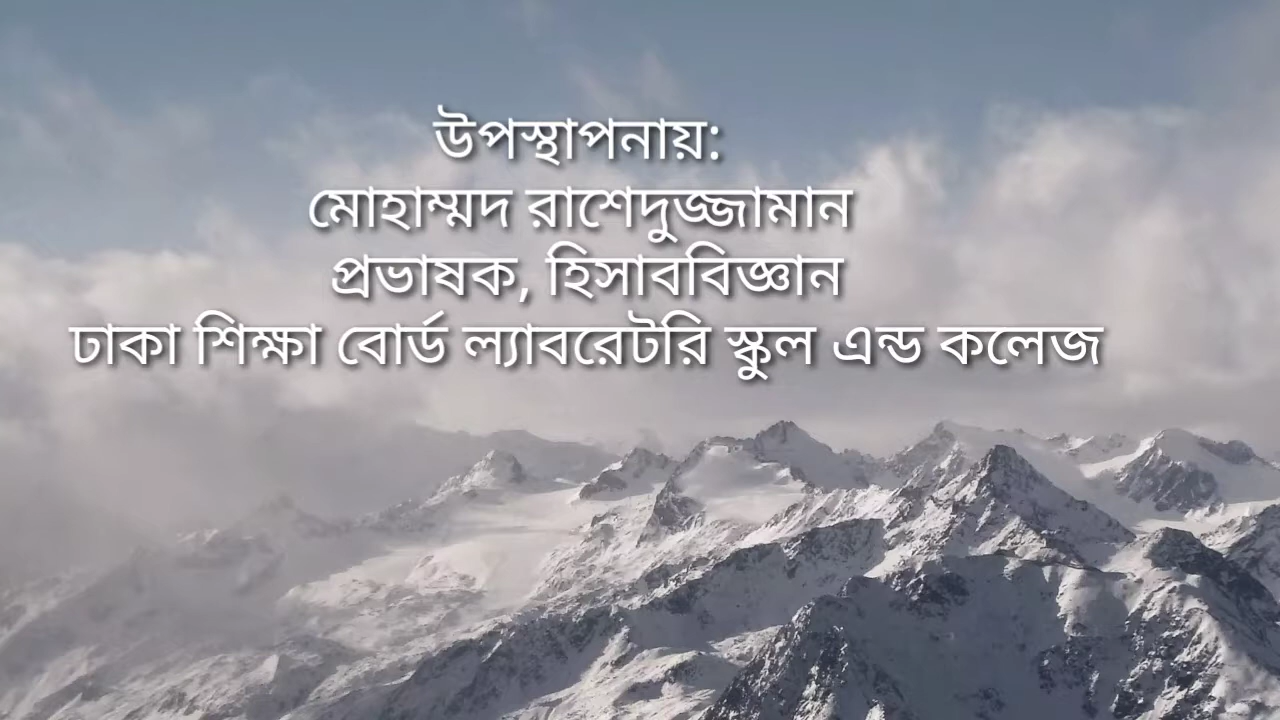 উপস্থাপনায়:
মোহাম্মদ রাশেদুজ্জামান
প্রভাষক, হিসাববিজ্ঞান
ঢাকা শিক্ষা বোর্ড ল্যাবরেটরি স্কুল এন্ড কলেজ